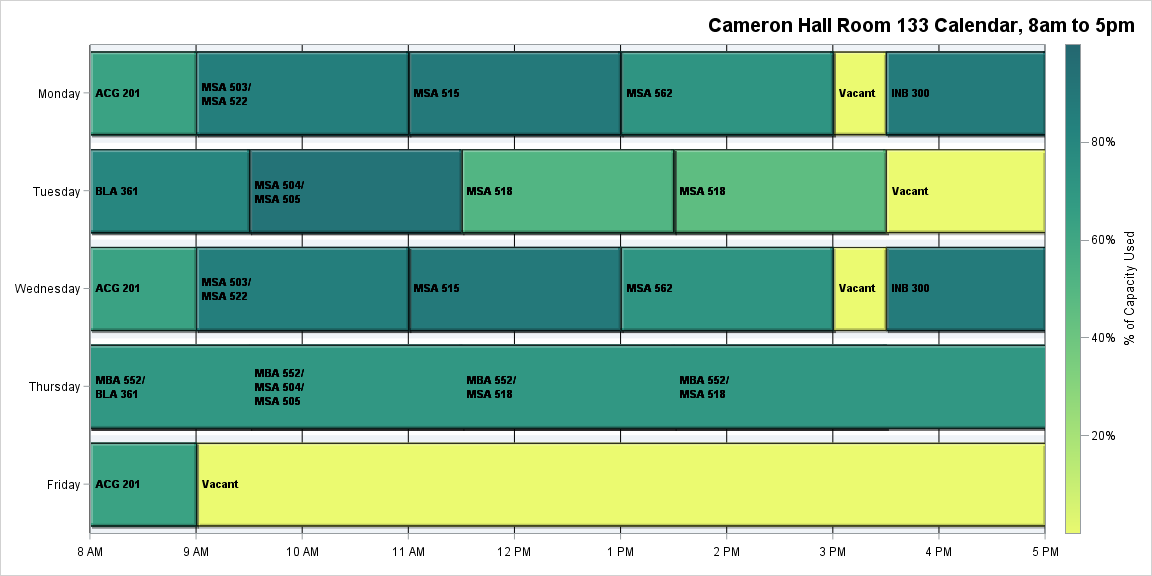 Cameron Hall Room 133 Calendar, 8am to 5pm
Monday
ACG 201
MSA 503/
MSA 522
MSA 515
MSA 562
Vacant
INB 300
Tuesday
BLA 361
MSA 504/
MSA 505
MSA 518
MSA 518
Vacant
Wednesday
ACG 201
MSA 503/
MSA 522
MSA 515
MSA 562
Vacant
INB 300
Thursday
MBA 552/
BLA 361
MBA 552/
MSA 504/
MSA 505
MBA 552/
MSA 518
MBA 552/
MSA 518
Friday
ACG 201
Vacant
8 AM
9 AM
10 AM
11 AM
12 PM
1 PM
2 PM
3 PM
4 PM
5 PM
80%
60%
40%
20%
% of Capacity Used